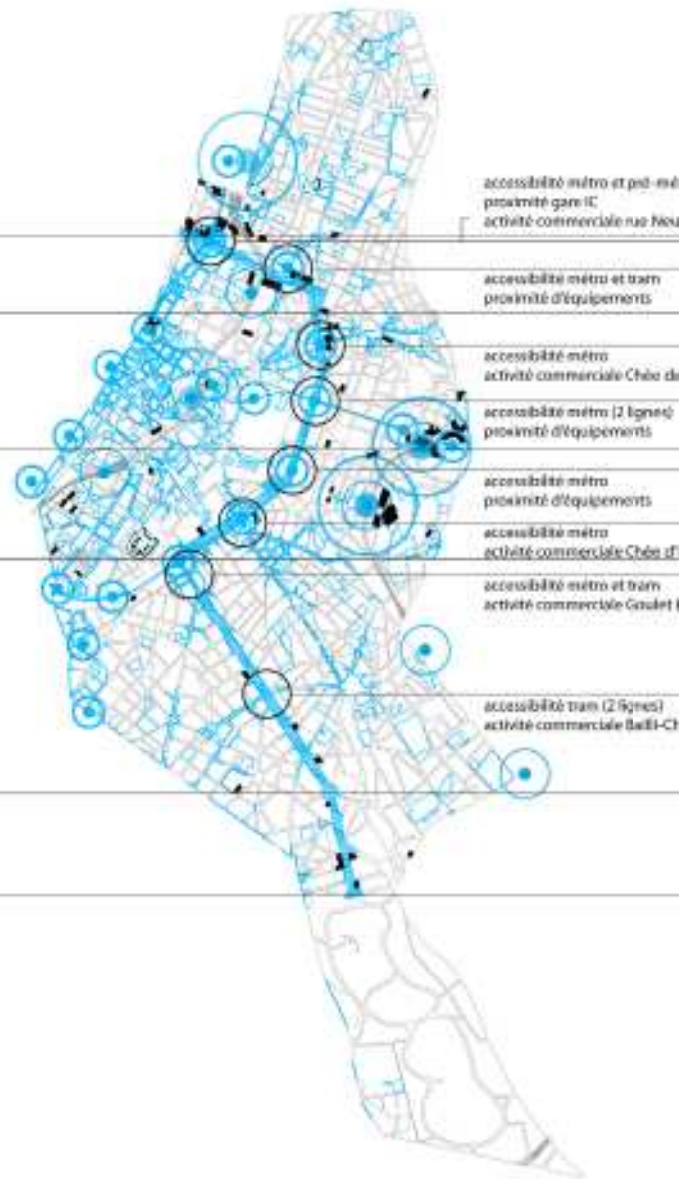 accessibilité métro et pré-mé
proximité gare IC
activité commerciale rue Neu
accessibilité métro et tram
proximité d'équipements
accessibilité métro
activité commerciale Chée de
accessibilité métro (2 lignes)
proximité d'équipements
accessibilité métro
proximité d'équipements
accessibilité métro
activité commerciale Chée d'
accessibilité métro et tram
activité commerciale Goulet
accessibilité tram (2 lignes)
activité commerciale Bailli-Ch